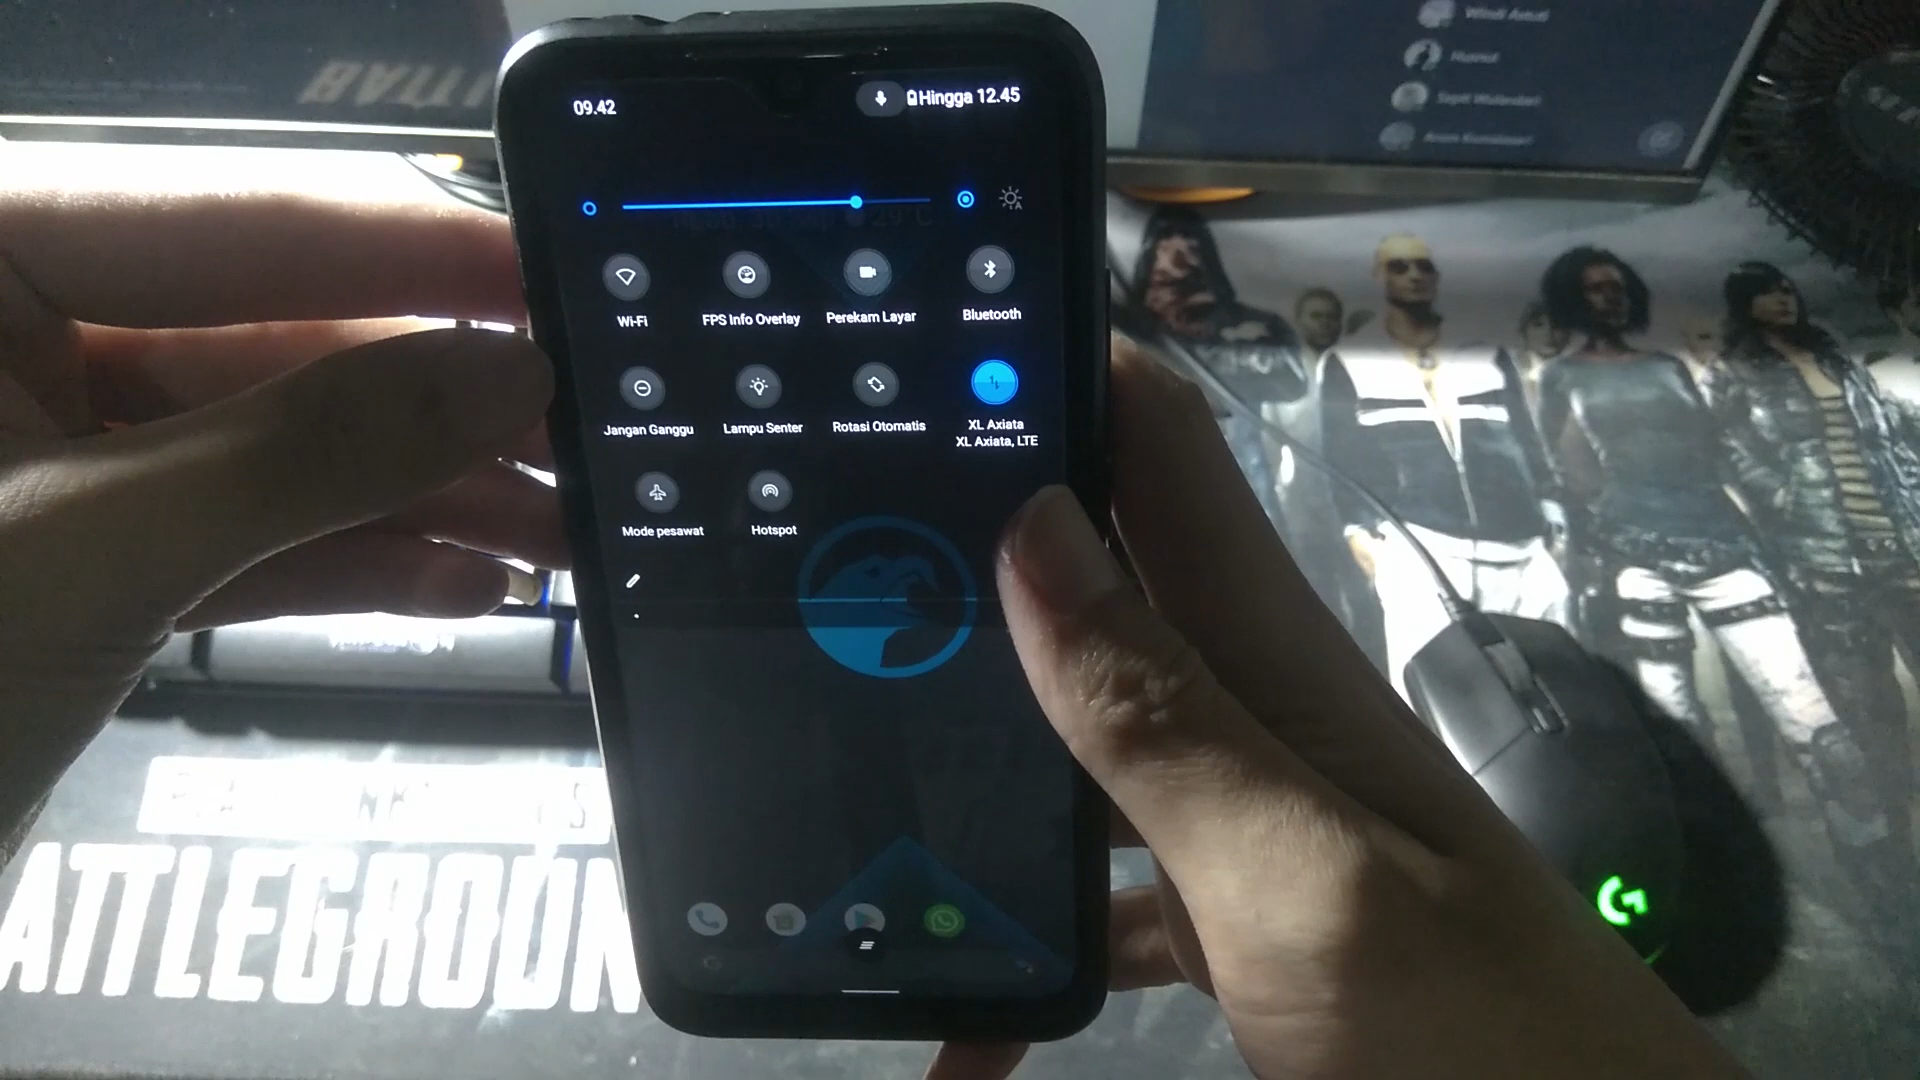 09.42
Hingga 12.45
Wi-Fi
FPS Info Overlay
Perekam Layar
Bluetooth
Jangan Ganggu
Lampu Senter
Rotasi Otomatis
XL Axiata
XL Axiata, LTE
Mode pesawat
Hotspot
ATTLEGROUN